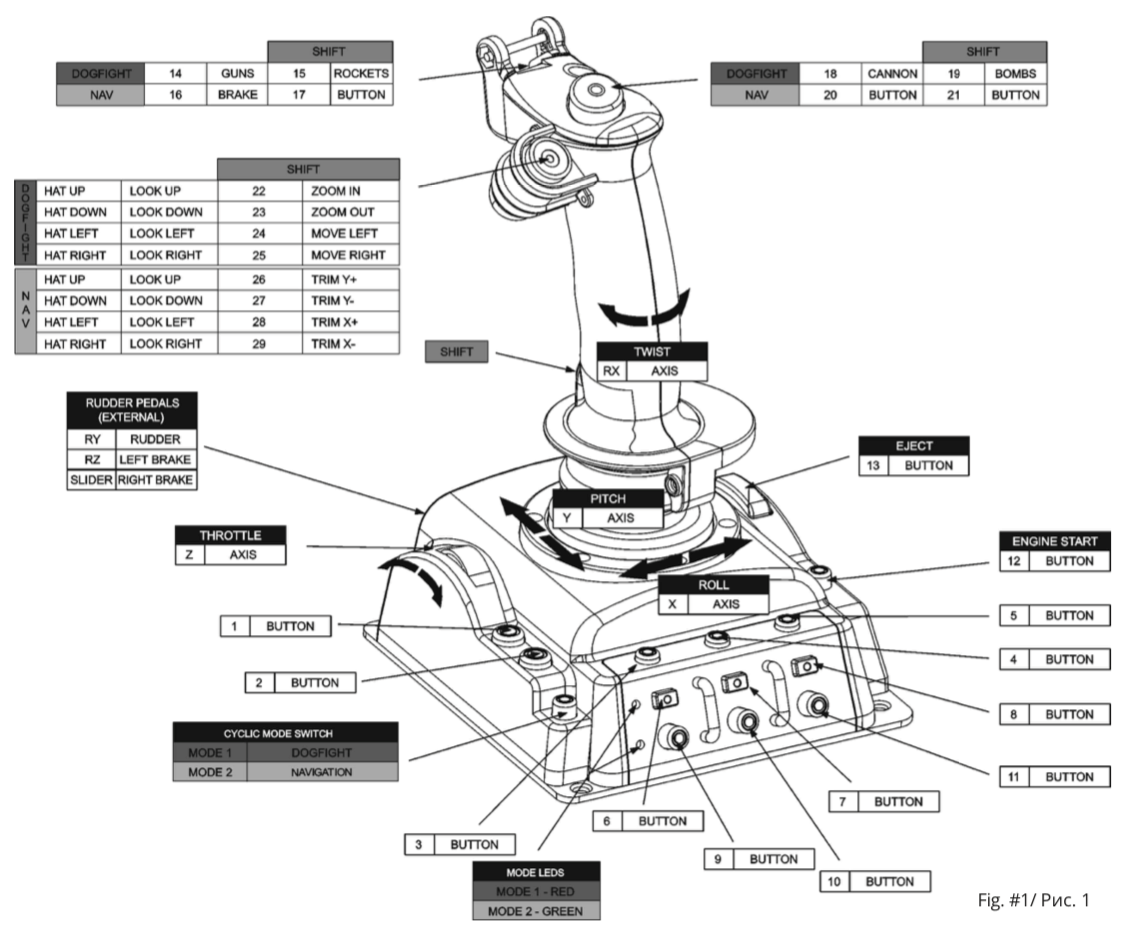 SHIFT
DOGFIGHT 14 GUNS 15 ROCKETS
NAV 16 BRAKE 17 BUTTON
SHIFT
DOGFIGHT 18 CANNON 19 BOMBS
NAV 20 BUTTON 21 BUTTON
SHIFT
DOGFIGHT
HAT UP LOOK UP 22 ZOOM IN
HAT DOWN LOOK DOWN 23 ZOOM OUT
HAT LEFT LOOK LEFT 24 MOVE LEFT
HAT RIGHT LOOK RIGHT 25 MOVE RIGHT
NAV
HAT UP LOOK UP 26 TRIM Y+
HAT DOWN LOOK DOWN 27 TRIM Y-
HAT LEFT LOOK LEFT 28 TRIM X+
HAT RIGHT LOOK RIGHT 29 TRIM X-
SHIFT
TWIST
RX AXIS
RUDDER PEDALS
(EXTERNAL)
RY RUDDER
RZ LEFT BRAKE
SLIDER RIGHT BRAKE
EJECT
13 BUTTON
PITCH
Y AXIS
THROTTLE
Z AXIS
ENGINE START
12 BUTTON
ROLL
X AXIS
1 BUTTON
5 BUTTON
4 BUTTON
2 BUTTON
8 BUTTON
CYCLIC MODE SWITCH
MODE 1 DOGFIGHT
MODE 2 NAVIGATION
11 BUTTON
7 BUTTON
6 BUTTON
3 BUTTON
9 BUTTON
10 BUTTON
MODE LEDS
MODE 1 - RED
MODE 2 - GREEN
Fig. #1/ Рис. 1